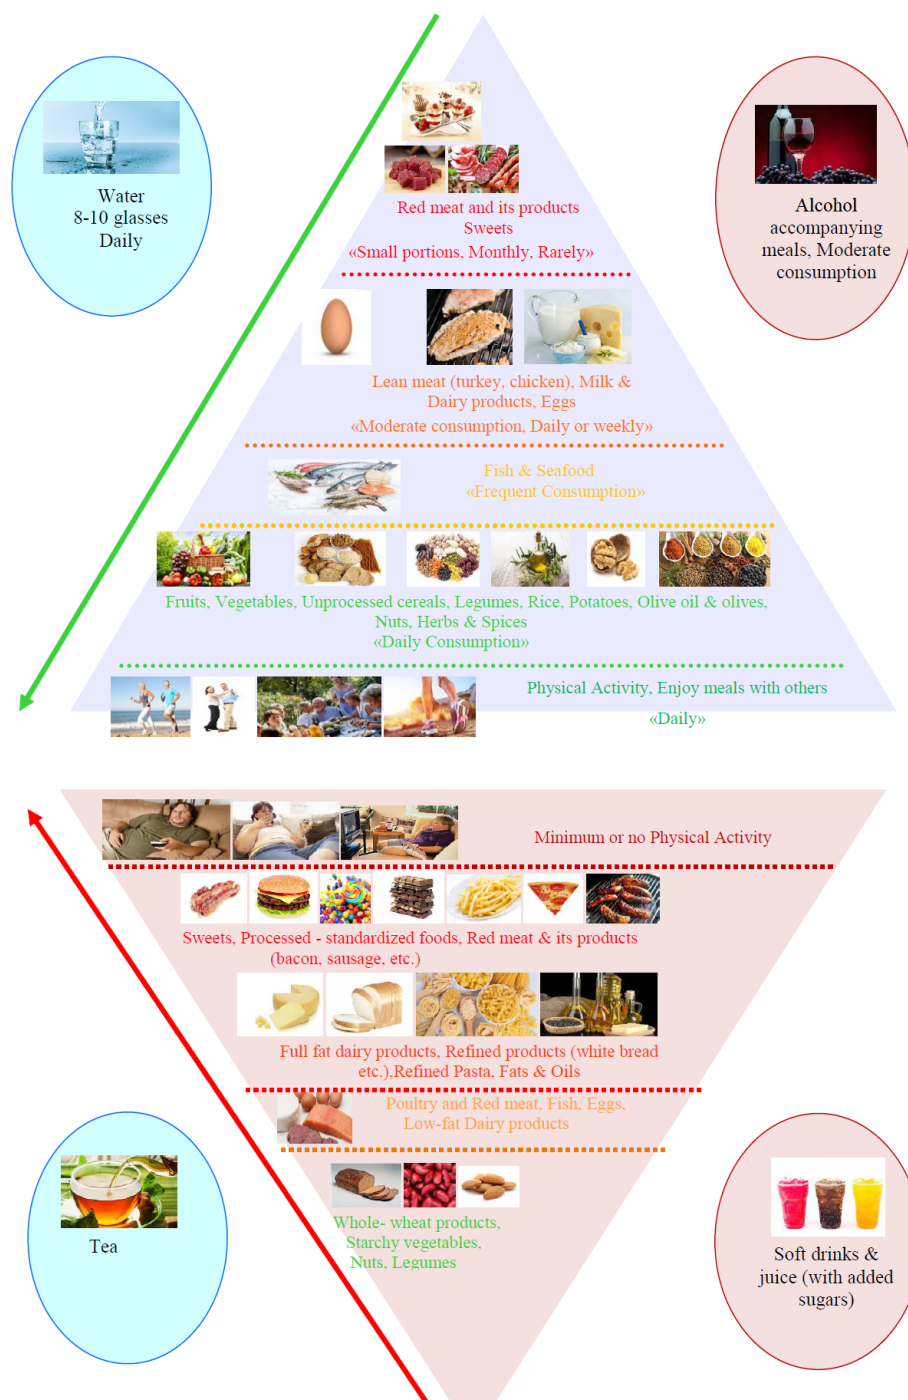 Water
8-10 glasses
Daily
Alcohol
accompanying
meals, Moderate
consumption
Red meat and its products
Sweets
«Small portions, Monthly, Rarely»
Lean meat (turkey, chicken), Milk &
Dairy products, Eggs
«Moderate consumption, Daily or weekly»
Fish & Seafood
«Frequent Consumption»
Fruits, Vegetables, Unprocessed cereals, Legumes, Rice, Potatoes, Olive oil & olives,
Nuts, Herbs & Spices
«Daily Consumption»
Physical Activity, Enjoy meals with others
«Daily»
Minimum or no Physical Activity
Sweets, Processed - standardized foods, Red meat & its products
(bacon, sausage, etc.)
Full fat dairy products, Refined products (white bread
etc.),Refined Pasta, Fats & Oils
Poultry and Red meat, Fish, Eggs,
Low-fat Dairy products
Whole- wheat products,
Starchy vegetables,
Nuts, Legumes
Tea
Soft drinks &
juice (with added
sugars)